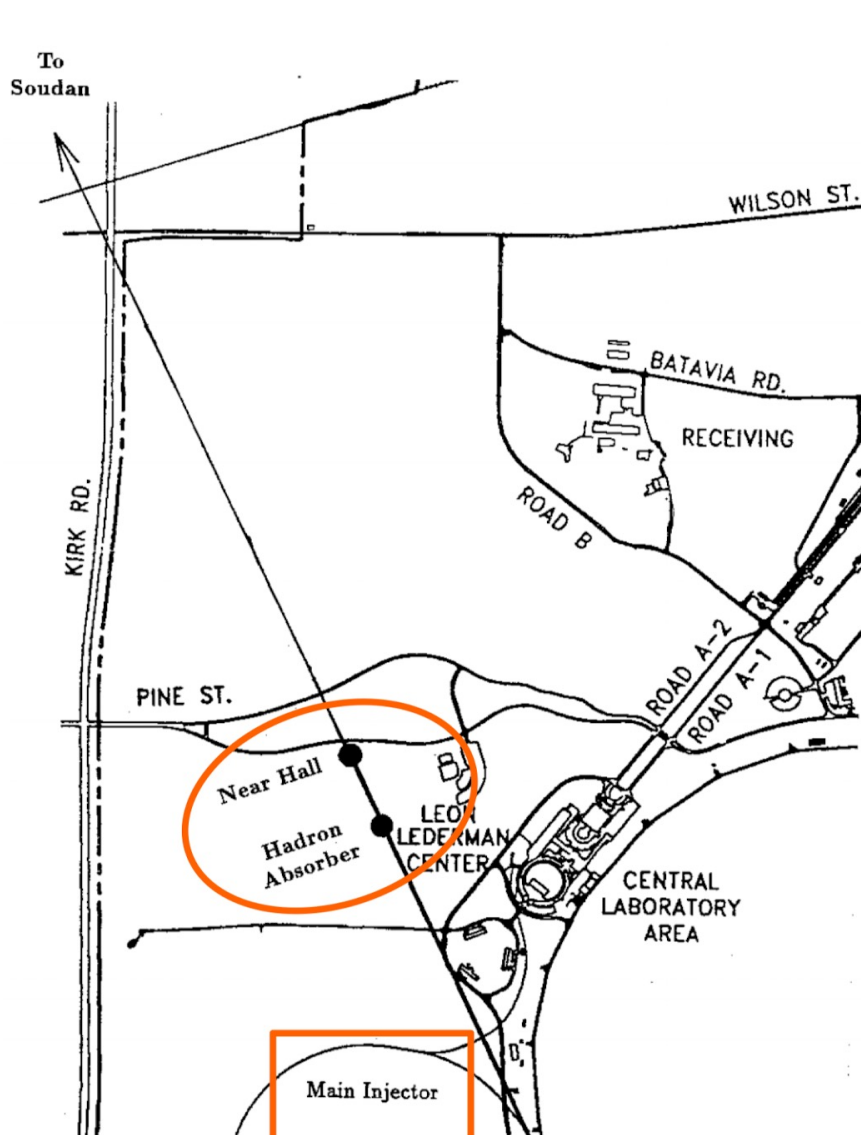 To
Soudan
WILSON ST.
BATAVIA RD.
RECEIVING
ROAD B
KIRK RD.
ROAD A-2
ROAD A-1
PINE ST.
Near Hall
Hadron
Absorber
LEON
LEDERMAN
CENTER
CENTRAL
LABORATORY
AREA
Main Injector